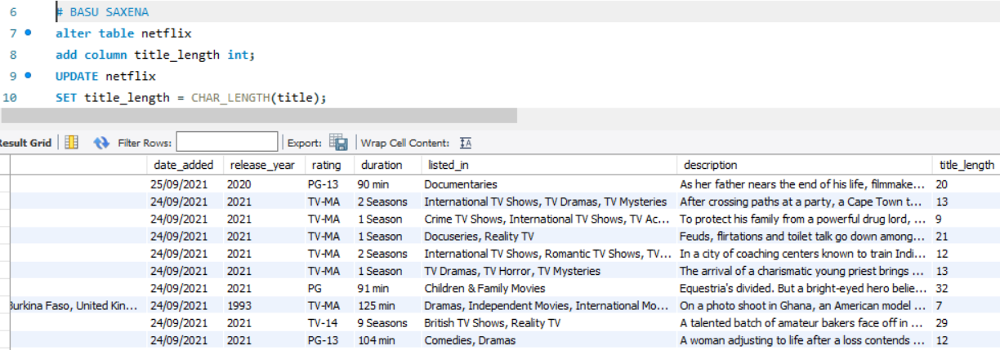 6 # BASU SAXENA
7 alter table netflix
8 add column title_length int;
9 UPDATE netflix
10 SET title_length = CHAR_LENGTH(title);
Result Grid Filter Rows: Export: Wrap Cell Content:
date_added release_year rating duration listed_in description title_length
25/09/2021 2020 PG-13 90 min Documentaries As her father nears the end of his life, filmmake... 20
24/09/2021 2021 TV-MA 2 Seasons International TV Shows, TV Dramas, TV Mysteries After crossing paths at a party, a Cape Town t... 13
24/09/2021 2021 TV-MA 1 Season Crime TV Shows, International TV Shows, TV Ac... To protect his family from a powerful drug lord, ... 9
24/09/2021 2021 TV-MA 1 Season Docuseries, Reality TV Feuds, flirtations and toilet talk go down among... 21
24/09/2021 2021 TV-MA 2 Seasons International TV Shows, Romantic TV Shows, TV... In a city of coaching centers known to train Indi... 12
24/09/2021 2021 TV-MA 1 Season TV Dramas, TV Horror, TV Mysteries The arrival of a charismatic young priest brings ... 13
24/09/2021 2021 PG 91 min Children & Family Movies Equestria's divided. But a bright-eyed hero belie... 32
Burkina Faso, United Kin... 24/09/2021 1993 TV-MA 125 min Dramas, Independent Movies, International Mo... On a photo shoot in Ghana, an American model ... 7
24/09/2021 2021 TV-14 9 Seasons British TV Shows, Reality TV A talented batch of amateur bakers face off in ... 29
24/09/2021 2021 PG-13 104 min Comedies, Dramas A woman adjusting to life after a loss contends ... 12